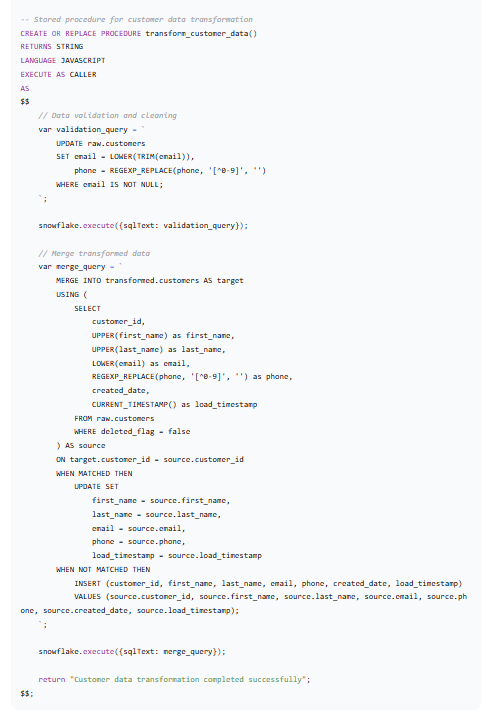 -- Stored procedure for customer data transformation
CREATE OR REPLACE PROCEDURE transform_customer_data()
RETURNS STRING
LANGUAGE JAVASCRIPT
EXECUTE AS CALLER
AS
$$
    // Data validation and cleaning
    var validation_query = `
        UPDATE raw.customers
        SET email = LOWER(TRIM(email)),
            phone = REGEXP_REPLACE(phone, '[^0-9]', '')
        WHERE email IS NOT NULL;
    `;

    snowflake.execute({sqlText: validation_query});

    // Merge transformed data
    var merge_query = `
        MERGE INTO transformed.customers AS target
        USING (
            SELECT
                customer_id,
                UPPER(first_name) as first_name,
                UPPER(last_name) as last_name,
                LOWER(email) as email,
                REGEXP_REPLACE(phone, '[^0-9]', '') as phone,
                created_date,
                CURRENT_TIMESTAMP() as load_timestamp
            FROM raw.customers
            WHERE deleted_flag = false
        ) AS source
        ON target.customer_id = source.customer_id
        WHEN MATCHED THEN
            UPDATE SET
                first_name = source.first_name,
                last_name = source.last_name,
                email = source.email,
                phone = source.phone,
                load_timestamp = source.load_timestamp
        WHEN NOT MATCHED THEN
            INSERT (customer_id, first_name, last_name, email, phone, created_date, load_timestamp)
            VALUES (source.customer_id, source.first_name, source.last_name, source.email, source.ph
one, source.created_date, source.load_timestamp);
    `;

    snowflake.execute({sqlText: merge_query});

    return "Customer data transformation completed successfully";
$$;